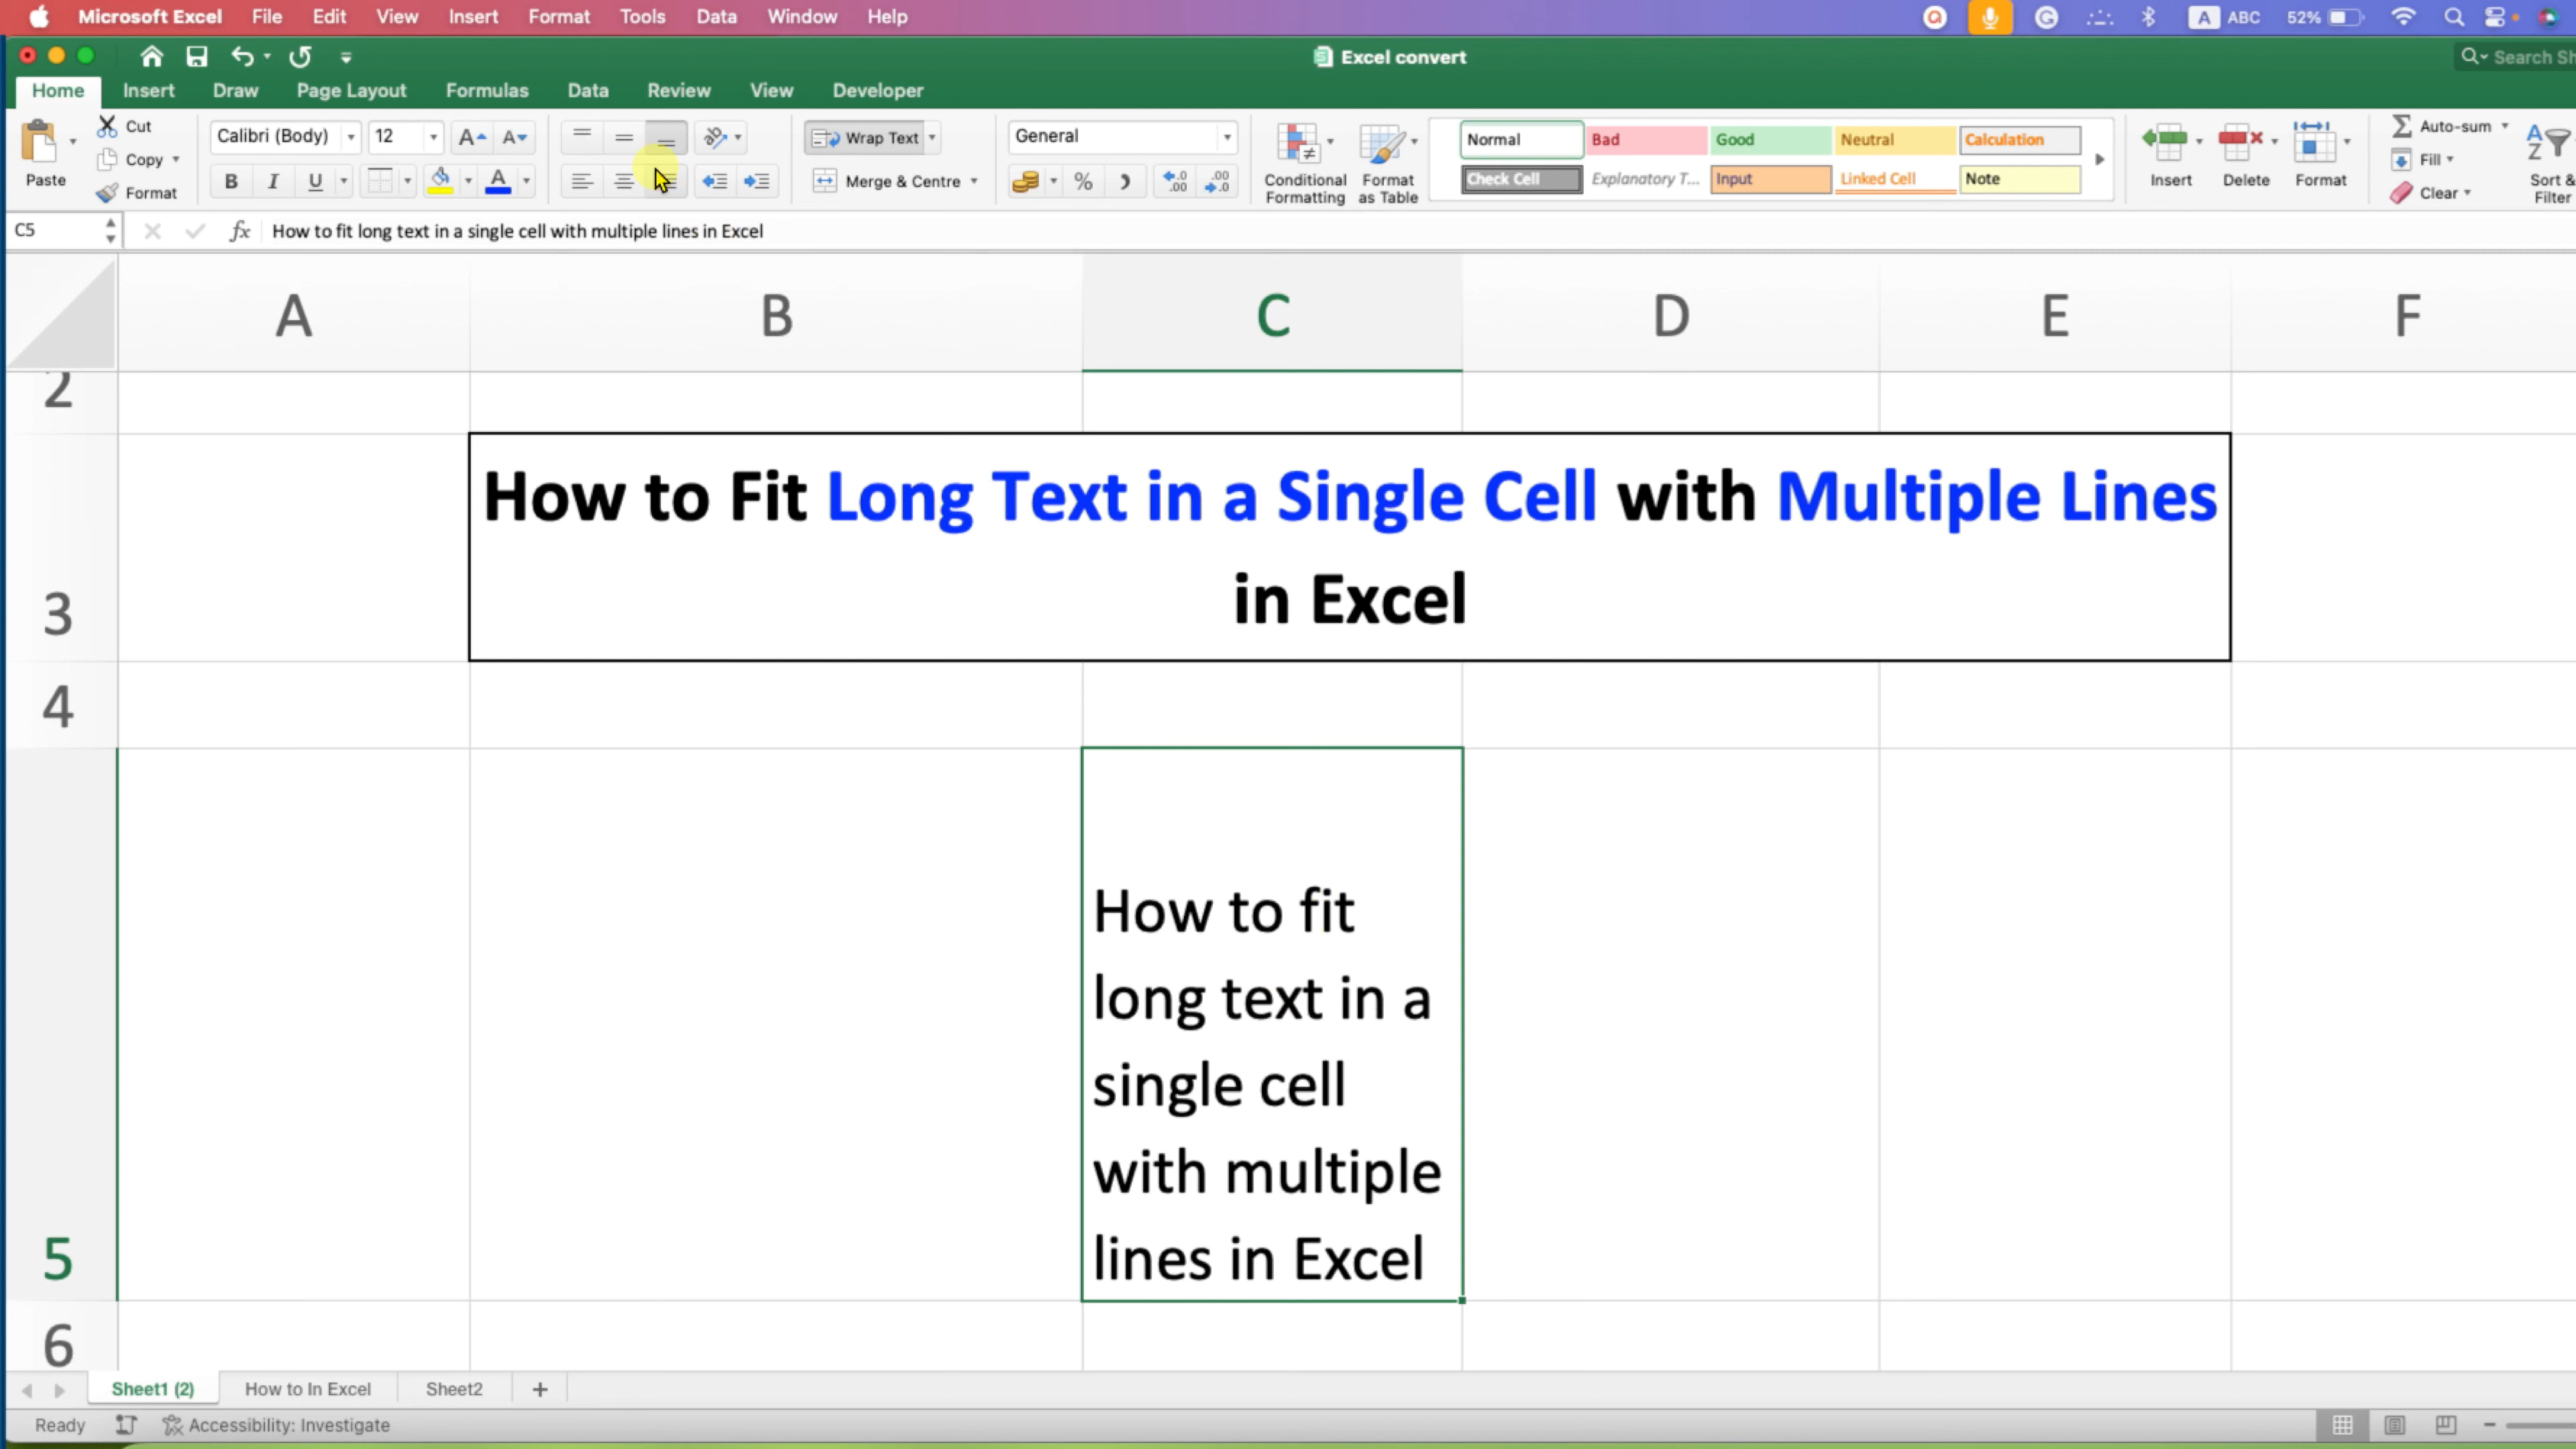 Microsoft Excel File Edit View Insert Format Tools Data Window Help A ABC 52%
Excel convert
Home Insert Draw Page Layout Formulas Data Review View Developer
Paste
Cut
Copy
Format
Calibri (Body) 12
B I U A
Wrap Text
Merge & Centre
General
% .0 .00 .00 .0
Conditional Formatting
Format as Table
Normal Bad Good Neutral Calculation
Check Cell Explanatory T... Input Linked Cell Note
Insert Delete Format
Auto-sum
Fill
Clear
Sort &
Filter
C5 fx How to fit long text in a single cell with multiple lines in Excel
A B C D E F
2
3
How to Fit Long Text in a Single Cell with Multiple Lines
in Excel
4
5
How to fit
long text in a
single cell
with multiple
lines in Excel
6
Sheet1 (2) How to In Excel Sheet2 +
Ready Accessibility: Investigate